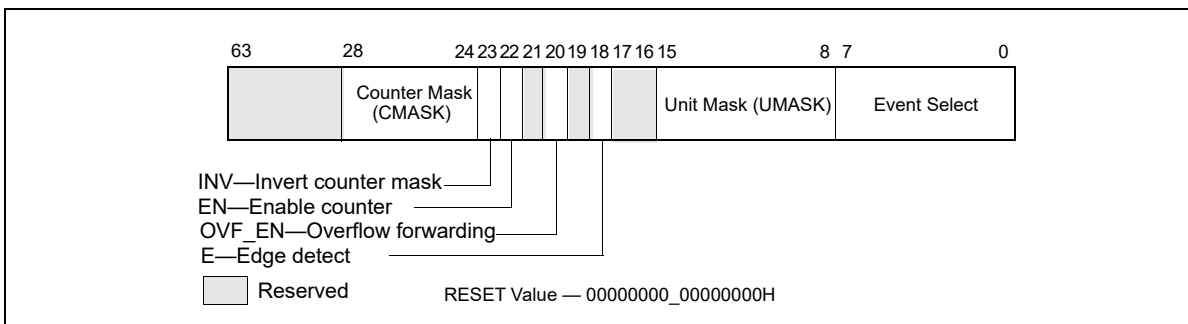 63 28 24 23 22 21 20 19 18 17 16 15 8 7 0
Counter Mask
(CMASK)
Unit Mask (UMASK)
Event Select
INV—Invert counter mask
EN—Enable counter
OVF_EN—Overflow forwarding
E—Edge detect
Reserved
RESET Value — 00000000_00000000H